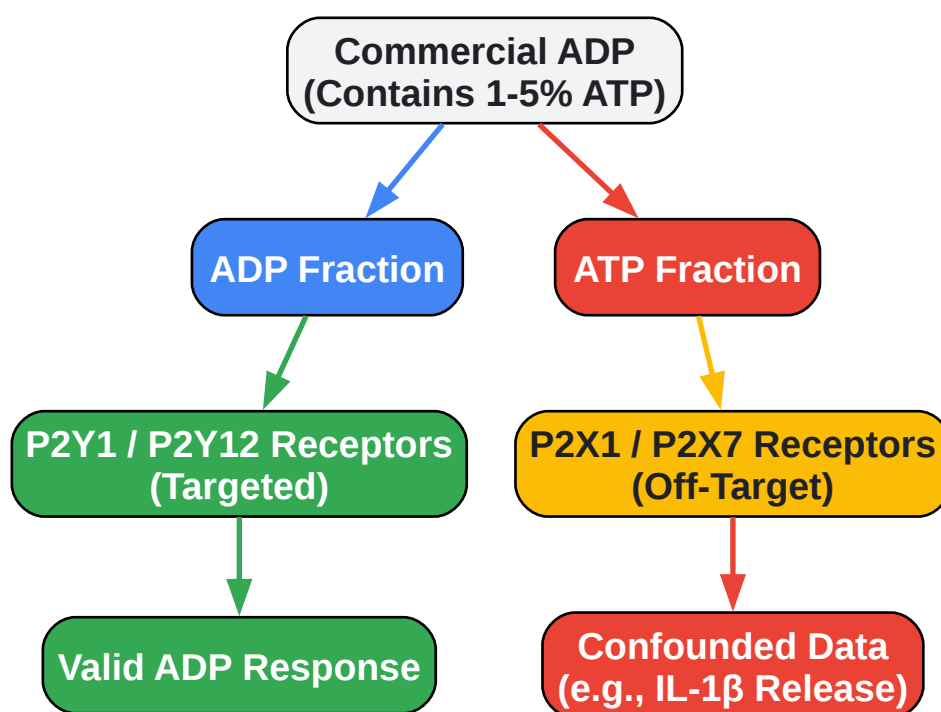 Commercial ADP
(Contains 1-5% ATP)
ADP Fraction
ATP Fraction
P2Y1 / P2Y12 Receptors
(Targeted)
P2X1 / P2X7 Receptors
(Off-Target)
Valid ADP Response
Confounded Data
(e.g., IL-1β Release)